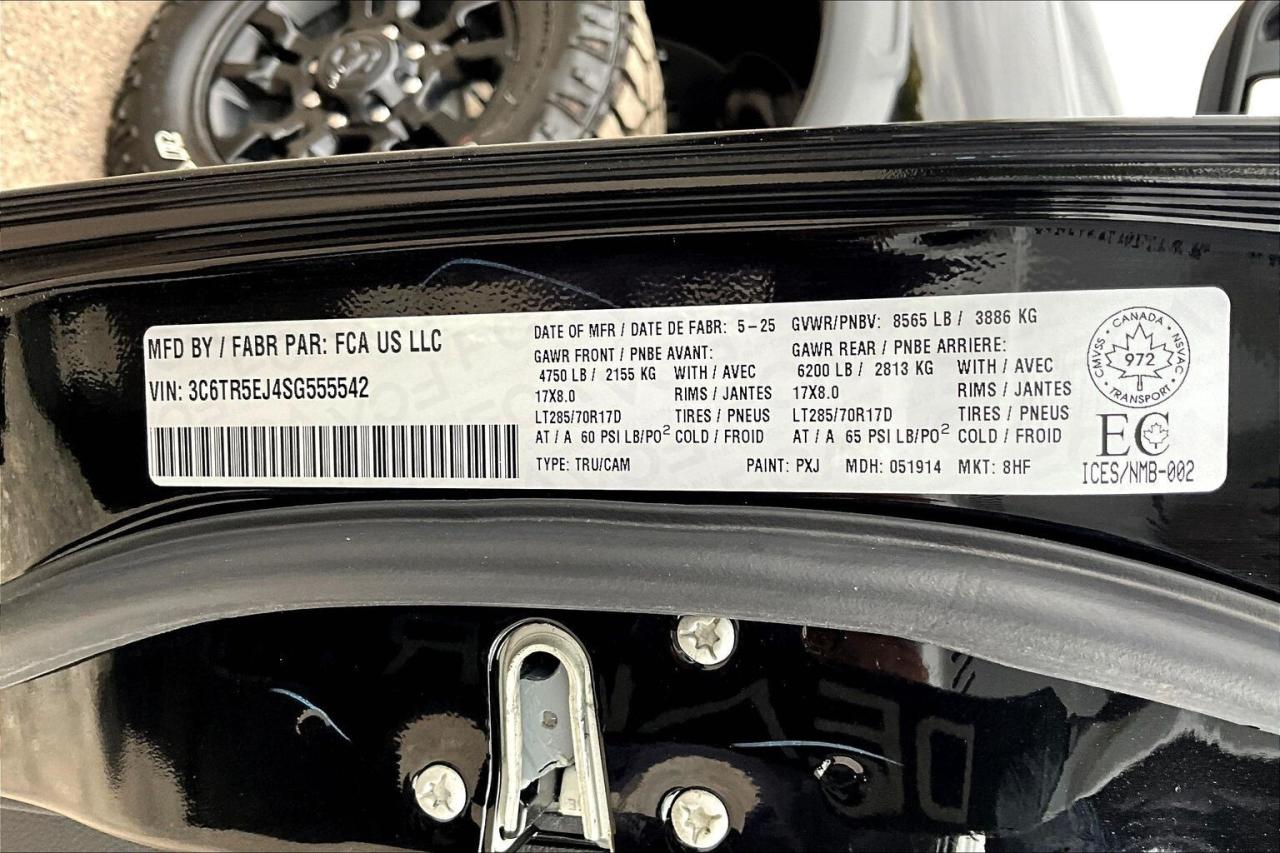 MFD BY / FABR PAR: FCA US LLC
VIN: 3C6TR5EJ4SG555542
DATE OF MFR / DATE DE FABR: 5-25
GVWR/PNBV: 8565 LB / 3886 KG
GAWR FRONT / PNBE AVANT:
4750 LB / 2155 KG WITH / AVEC
17X8.0 RIMS / JANTES
LT285/70R17D TIRES / PNEUS
AT / A 60 PSI LB/PO² COLD / FROID
GAWR REAR / PNBE ARRIERE:
6200 LB / 2813 KG WITH / AVEC
17X8.0 RIMS / JANTES
LT285/70R17D TIRES / PNEUS
AT / A 65 PSI LB/PO² COLD / FROID
TYPE: TRU/CAM PAINT: PXJ MDH: 051914 MKT: 8HF
CANADA
CMVSS 972 NSVAC
TRANSPORT
EC
ICES/NMB-002